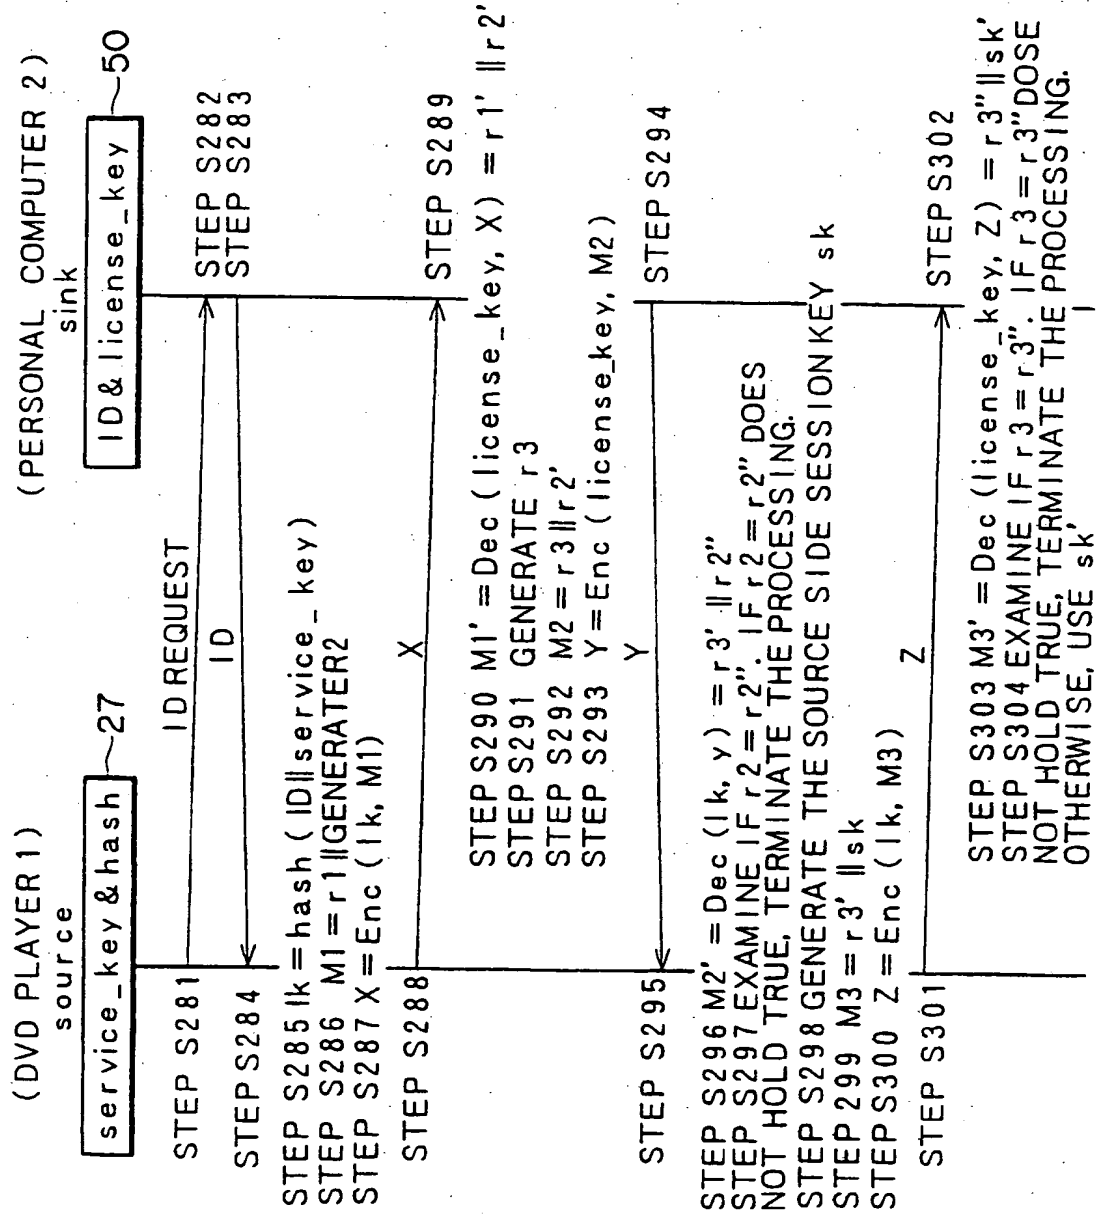 (DVD PLAYER 1)
source
service_key & hash
27
(PERSONAL COMPUTER 2)
sink
ID & license_key
50
STEP S281
ID REQUEST
STEP S282
STEP S283
ID
STEP S284
STEP S285 lk = hash ( ID || service_key)
STEP S286 M1 = r1 || GENERATER2
STEP S287 X = Enc (lk, M1)
STEP S288
X
STEP S289
STEP S290 M1' = Dec (license_key, X) = r1' || r2'
STEP S291 GENERATE r3
STEP S292 M2 = r3 || r2'
STEP S293 Y = Enc (license_key, M2)
Y
STEP S294
STEP S295
STEP S296 M2' = Dec (lk, y) = r3' || r2"
STEP S297 EXAMINE IF r2 = r2". IF r2 = r2" DOES
NOT HOLD TRUE, TERMINATE THE PROCESSING.
STEP S298 GENERATE THE SOURCE SIDE SESSION KEY sk
STEP 299 M3 = r3' || sk
STEP S300 Z = Enc (lk, M3)
STEP S301
Z
STEP S302
STEP S303 M3' = Dec (license_key, Z) = r3" || sk'
STEP S304 EXAMINE IF r3 = r3". IF r3 = r3" DOSE
NOT HOLD TRUE, TERMINATE THE PROCESSING.
OTHERWISE, USE sk'